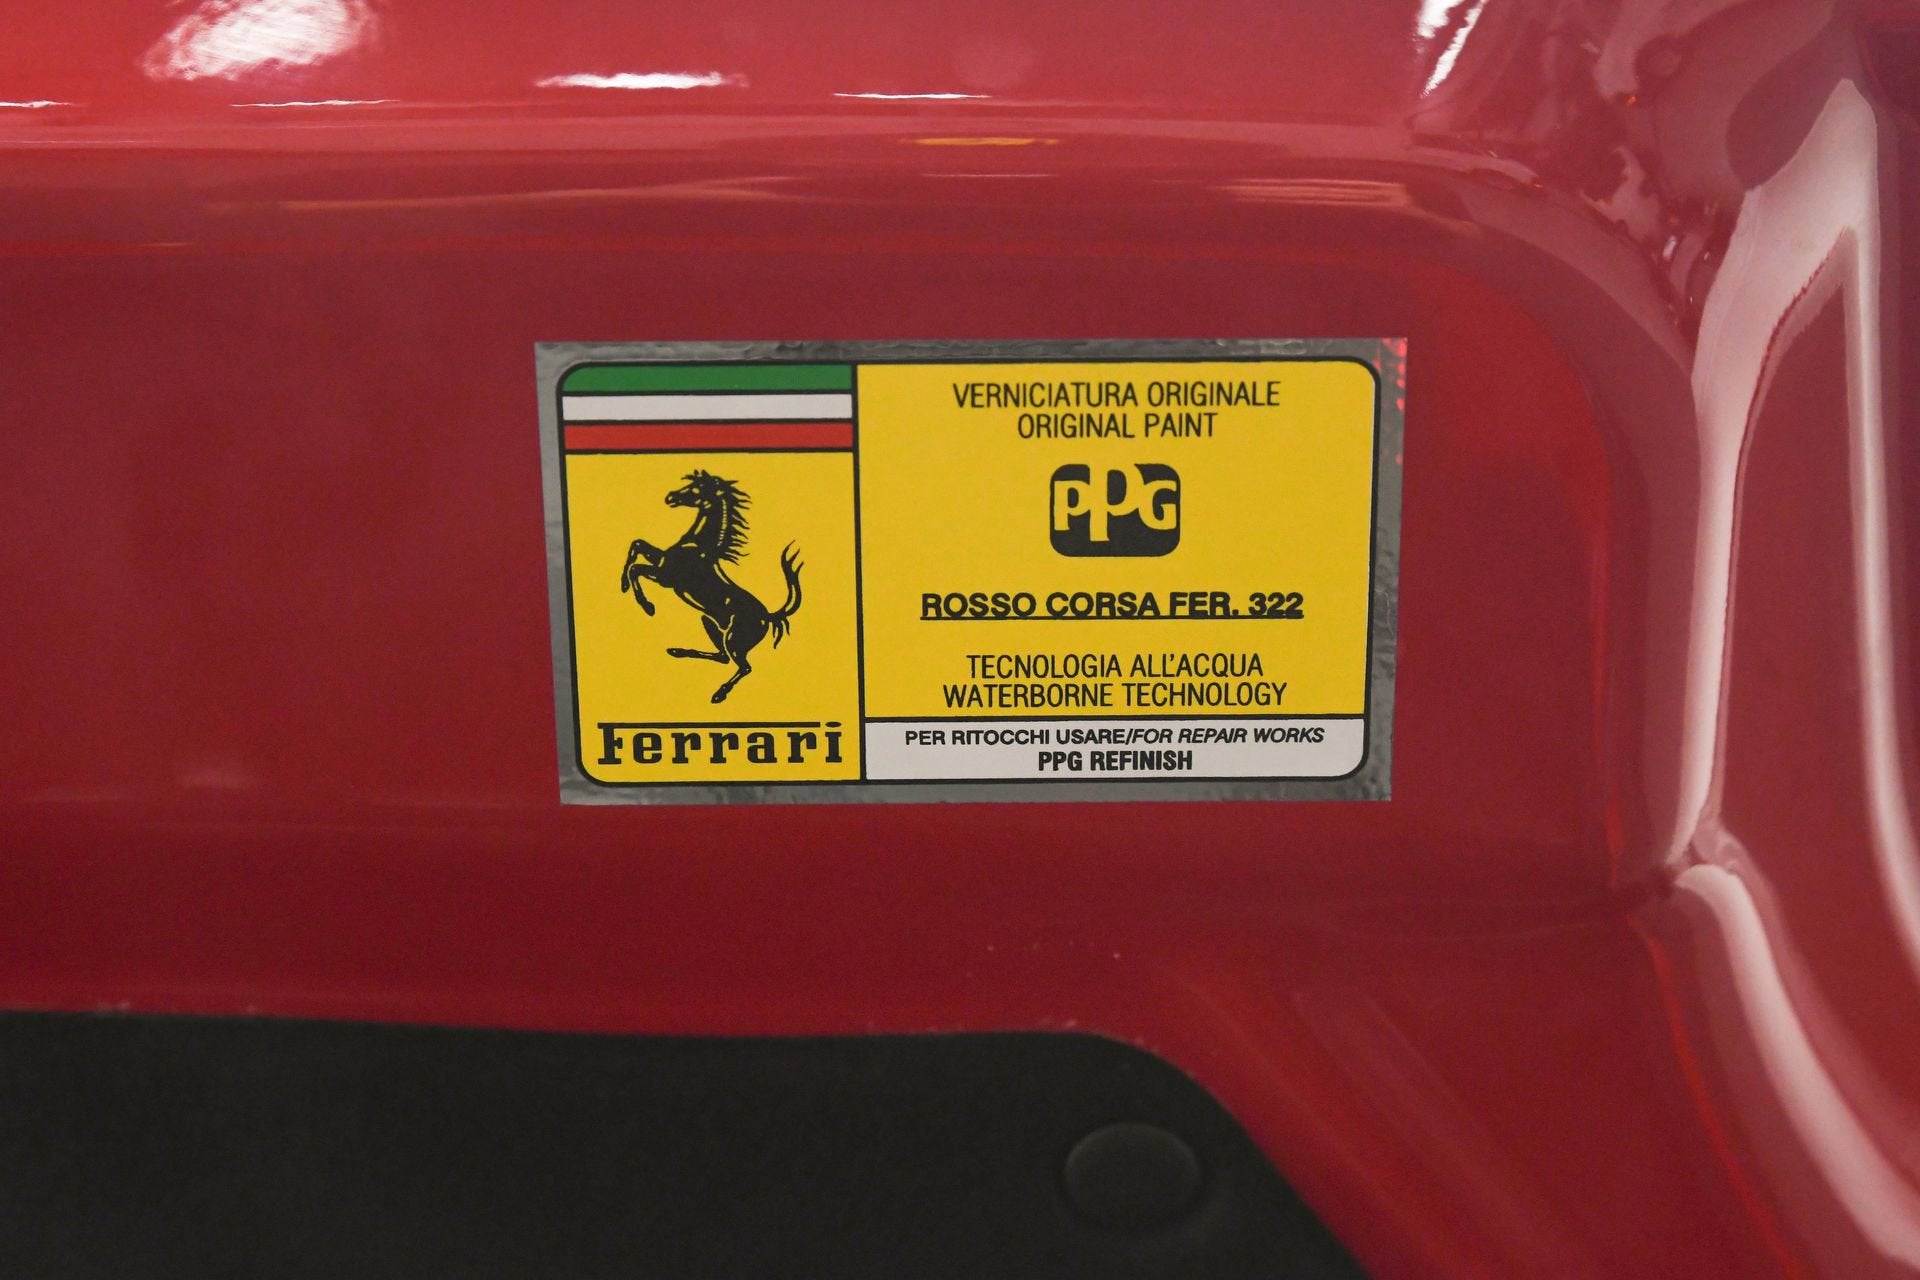 Ferrari
VERNICIATURA ORIGINALE
ORIGINAL PAINT
PPG
ROSSO CORSA FER. 322
TECNOLOGIA ALL'ACQUA
WATERBORNE TECHNOLOGY
PER RITOCCHI USARE/FOR REPAIR WORKS
PPG REFINISH